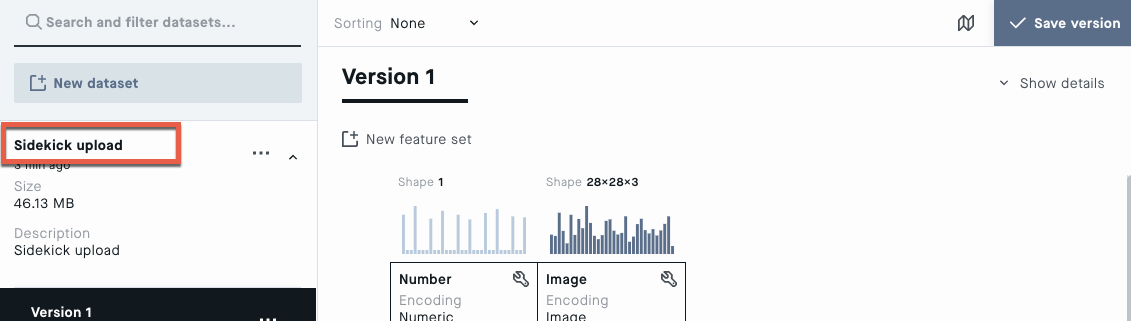 Search and filter datasets...
New dataset
Sidekick upload
3 min ago
Size
46.13 MB
Description
Sidekick upload
Version 1
Sorting None
Save version
Version 1
Show details
New feature set
Shape 1
Shape 28×28×3
Number
Encoding
Numeric
Image
Encoding
Image